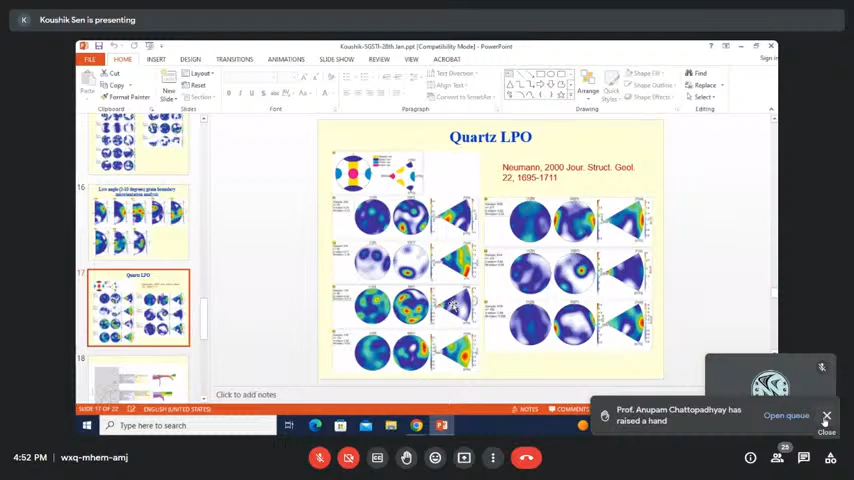 K Koushik Sen is presenting
Koushik-SGSTI-28th Jan.ppt [Compatibility Mode] - PowerPoint
Sign in
FILE HOME INSERT DESIGN TRANSITIONS ANIMATIONS SLIDE SHOW REVIEW VIEW ACROBAT
Cut
Copy
Format Painter
Paste
Clipboard
New Slide
Layout
Reset
Section
Slides
Font
Text Direction
Align Text
Convert to SmartArt
Paragraph
Arrange
Quick Styles
Shape Fill
Shape Outline
Shape Effects
Drawing
Find
Replace
Select
Editing
16
Low angle (2-10 degrees) grain boundary
misorientation analysis
17
Quartz LPO
18
Quartz LPO
Neumann, 2000 Jour. Struct. Geol.
22, 1695-1711
Click to add notes
SLIDE 17 OF 22 ENGLISH (UNITED STATES) NOTES COMMENTS
Type here to search
Prof. Anupam Chattopadhyay has
raised a hand
Open queue
Close
4:52 PM wxq-mhem-amj
25